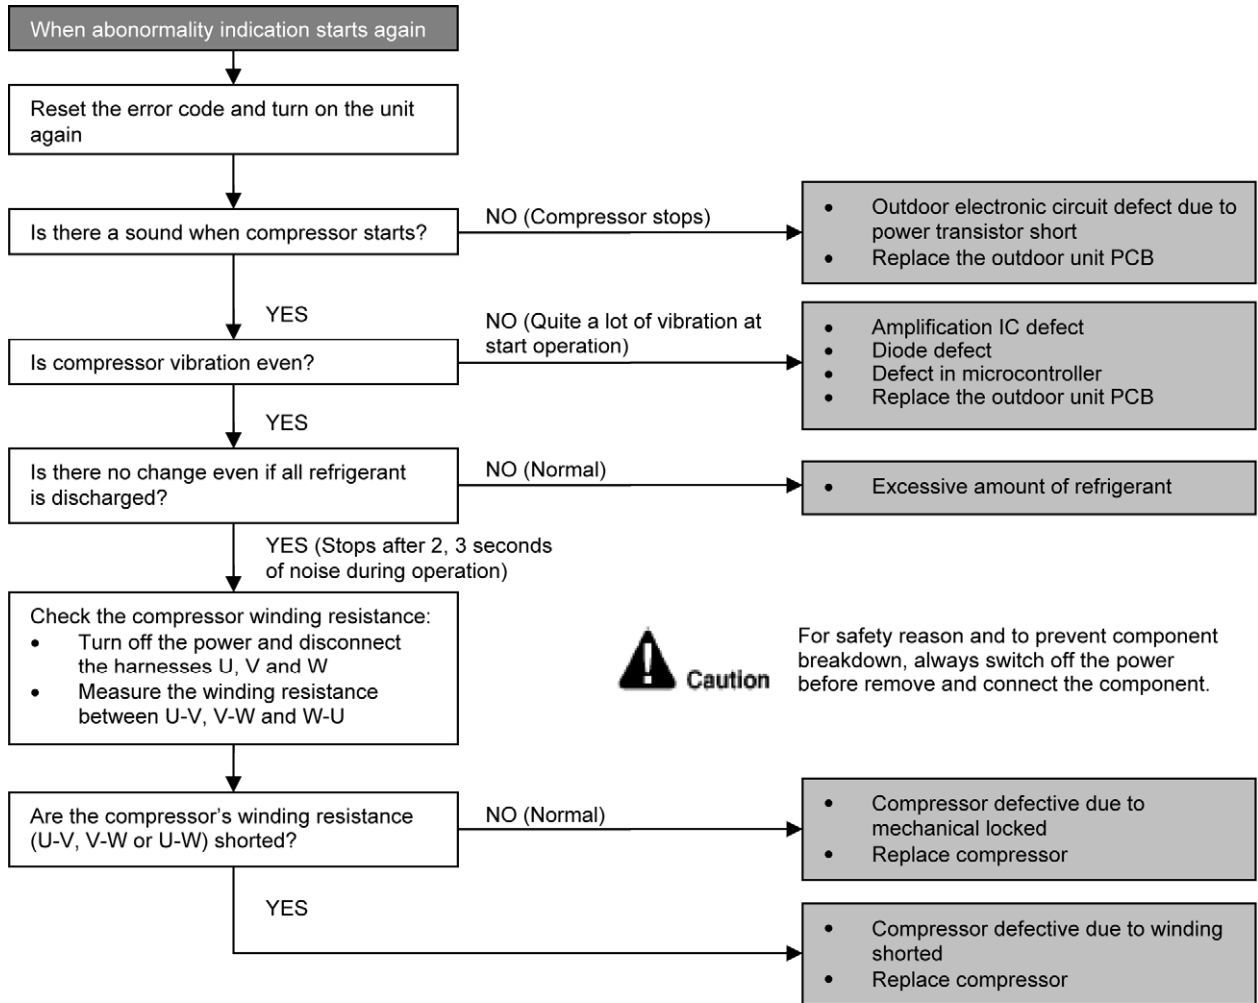 When abonormality indication starts again
Reset the error code and turn on the unit
again
Is there a sound when compressor starts?
NO (Compressor stops)
• Outdoor electronic circuit defect due to
power transistor short
• Replace the outdoor unit PCB
YES
Is compressor vibration even?
NO (Quite a lot of vibration at
start operation)
• Amplification IC defect
• Diode defect
• Defect in microcontroller
• Replace the outdoor unit PCB
YES
Is there no change even if all refrigerant
is discharged?
NO (Normal)
• Excessive amount of refrigerant
YES (Stops after 2, 3 seconds
of noise during operation)
Check the compressor winding resistance:
• Turn off the power and disconnect
the harnesses U, V and W
• Measure the winding resistance
between U-V, V-W and W-U
Caution
For safety reason and to prevent component
breakdown, always switch off the power
before remove and connect the component.
Are the compressor's winding resistance
(U-V, V-W or U-W) shorted?
NO (Normal)
• Compressor defective due to
mechanical locked
• Replace compressor
YES
• Compressor defective due to winding
shorted
• Replace compressor